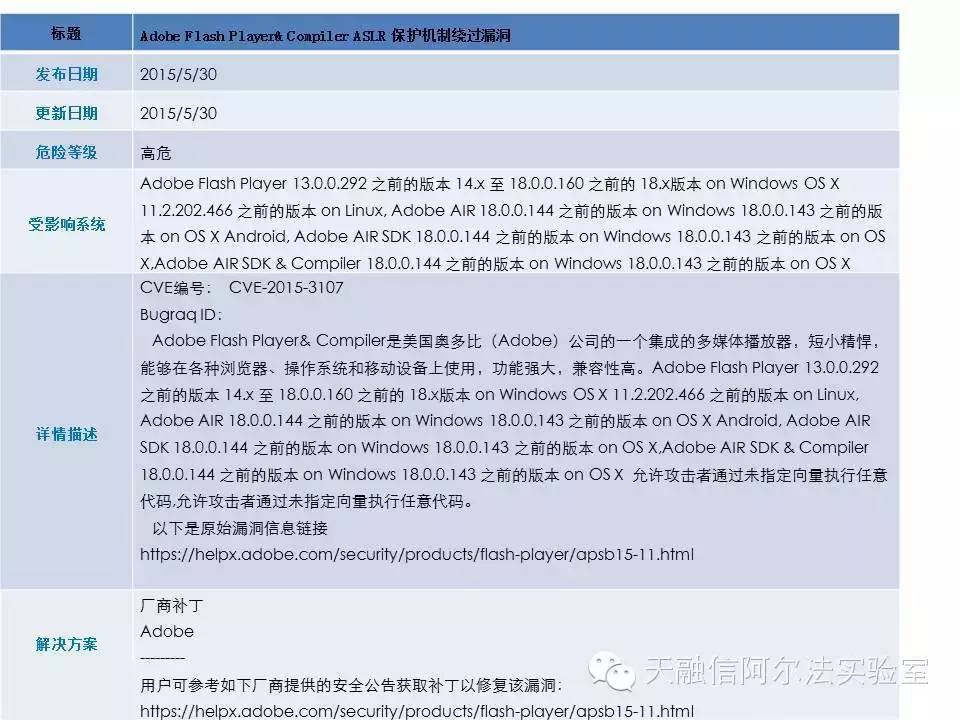 标题
Adobe Flash Player& Compiler ASLR 保护机制绕过漏洞
发布日期
2015/5/30
更新日期
2015/5/30
危险等级
高危
受影响系统
Adobe Flash Player 13.0.0.292 之前的版本 14.x 至 18.0.0.160 之前的 18.x版本 on Windows OS X
11.2.202.466 之前的版本 on Linux, Adobe AIR 18.0.0.144 之前的版本 on Windows 18.0.0.143 之前的版
本 on OS X Android, Adobe AIR SDK 18.0.0.144 之前的版本 on Windows 18.0.0.143 之前的版本 on OS
X,Adobe AIR SDK & Compiler 18.0.0.144 之前的版本 on Windows 18.0.0.143 之前的版本 on OS X
详情描述
CVE编号： CVE-2015-3107
Bugraq ID：
Adobe Flash Player& Compiler是美国奥多比（Adobe）公司的一个集成的多媒体播放器，短小精悍，
能够在各种浏览器、操作系统和移动设备上使用，功能强大，兼容性高。Adobe Flash Player 13.0.0.292
之前的版本 14.x 至 18.0.0.160 之前的 18.x版本 on Windows OS X 11.2.202.466 之前的版本 on Linux,
Adobe AIR 18.0.0.144 之前的版本 on Windows 18.0.0.143 之前的版本 on OS X Android, Adobe AIR
SDK 18.0.0.144 之前的版本 on Windows 18.0.0.143 之前的版本 on OS X,Adobe AIR SDK & Compiler
18.0.0.144 之前的版本 on Windows 18.0.0.143 之前的版本 on OS X 允许攻击者通过未指定向量执行任意
代码,允许攻击者通过未指定向量执行任意代码。
以下是原始漏洞信息链接
https://helpx.adobe.com/security/products/flash-player/apsb15-11.html
解决方案
厂商补丁
Adobe
---------
用户可参考如下厂商提供的安全公告获取补丁以修复该漏洞：
https://helpx.adobe.com/security/products/flash-player/apsb15-11.html
天融信阿尔法实验室